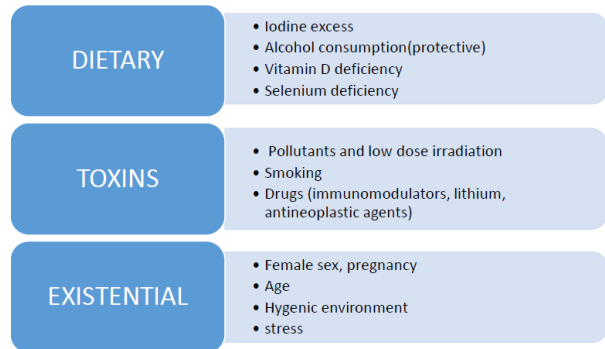 DIETARY
• Iodine excess
• Alcohol consumption(protective)
• Vitamin D deficiency
• Selenium deficiency
TOXINS
• Pollutants and low dose irradiation
• Smoking
• Drugs (immunomodulators, lithium,
antineoplastic agents)
EXISTENTIAL
• Female sex, pregnancy
• Age
• Hygenic environment
• stress